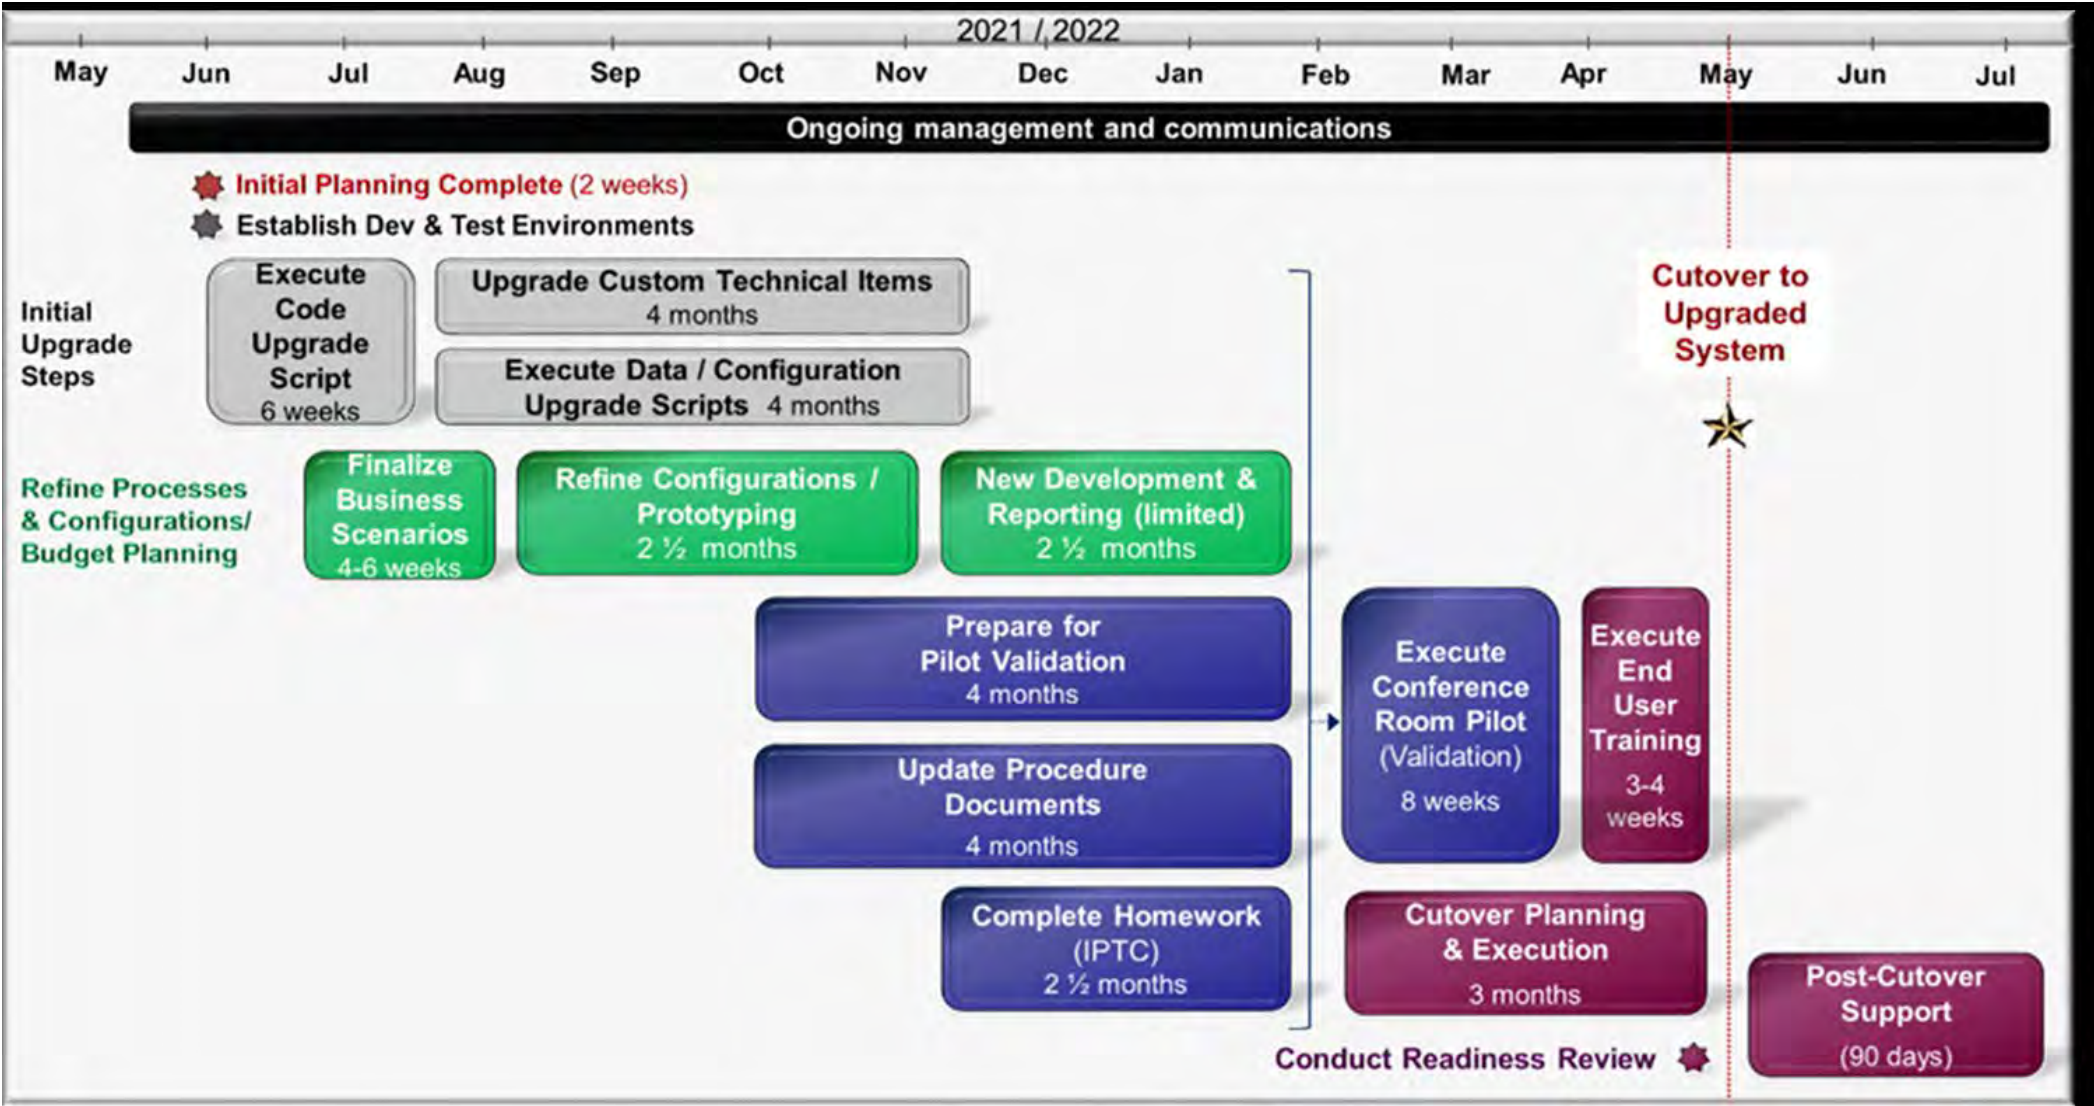 2021 / 2022
May Jun Jul Aug Sep Oct Nov Dec Jan Feb Mar Apr May Jun Jul
Ongoing management and communications
Initial Planning Complete (2 weeks)
Establish Dev & Test Environments
Initial
Upgrade
Steps
Execute
Code
Upgrade
Script
6 weeks
Upgrade Custom Technical Items
4 months
Execute Data / Configuration
Upgrade Scripts 4 months
Cutover to
Upgraded
System
Refine Processes
& Configurations/
Budget Planning
Finalize
Business
Scenarios
4-6 weeks
Refine Configurations /
Prototyping
2 ½ months
New Development &
Reporting (limited)
2 ½ months
Prepare for
Pilot Validation
4 months
Update Procedure
Documents
4 months
Complete Homework
(IPTC)
2 ½ months
Execute
Conference
Room Pilot
(Validation)
8 weeks
Execute
End
User
Training
3-4
weeks
Cutover Planning
& Execution
3 months
Post-Cutover
Support
(90 days)
Conduct Readiness Review